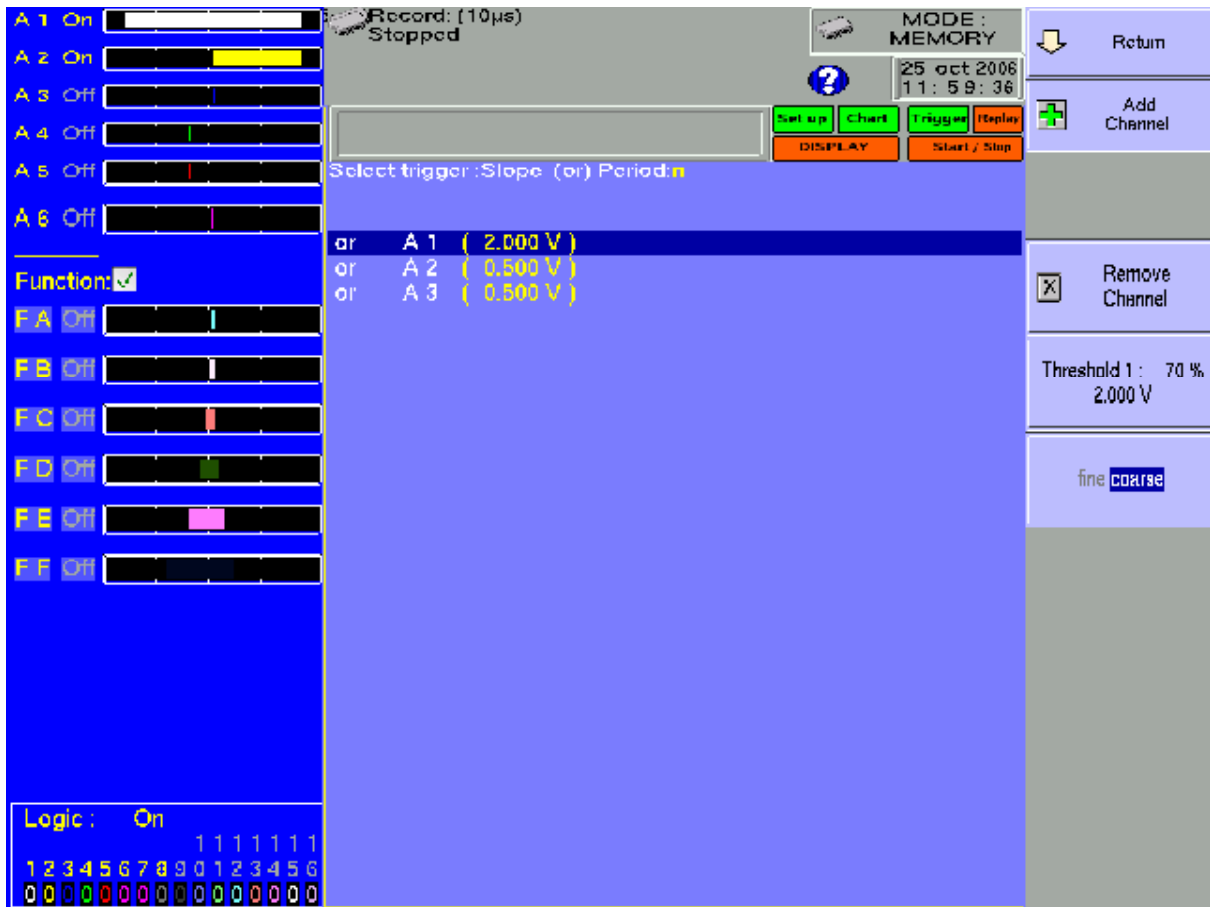 A 1 On
A 2 On
A 3 Off
A 4 Off
A 5 Off
A 6 Off
Function:
F A Off
F B Off
F C Off
F D Off
F E Off
F F Off
Logic : On
1 1 1 1 1 1 1
1 2 3 4 5 6 7 8 9 0 1 2 3 4 5 6
0 0 0 0 0 0 0 0 0 0 0 0 0 0 0 0
Record: (10µs)
Stopped
MODE :
MEMORY
?
25 oct 2006
11: 59: 36
Set up Chart Trigger Replay
DISPLAY Start / Stop
Select trigger :Slope (or) Period:n
or A 1 ( 2.000 V )
or A 2 ( 0.500 V )
or A 3 ( 0.500 V )
Return
Add
Channel
X Remove
Channel
Threshold 1 : 70 %
2.000 V
fine coarse